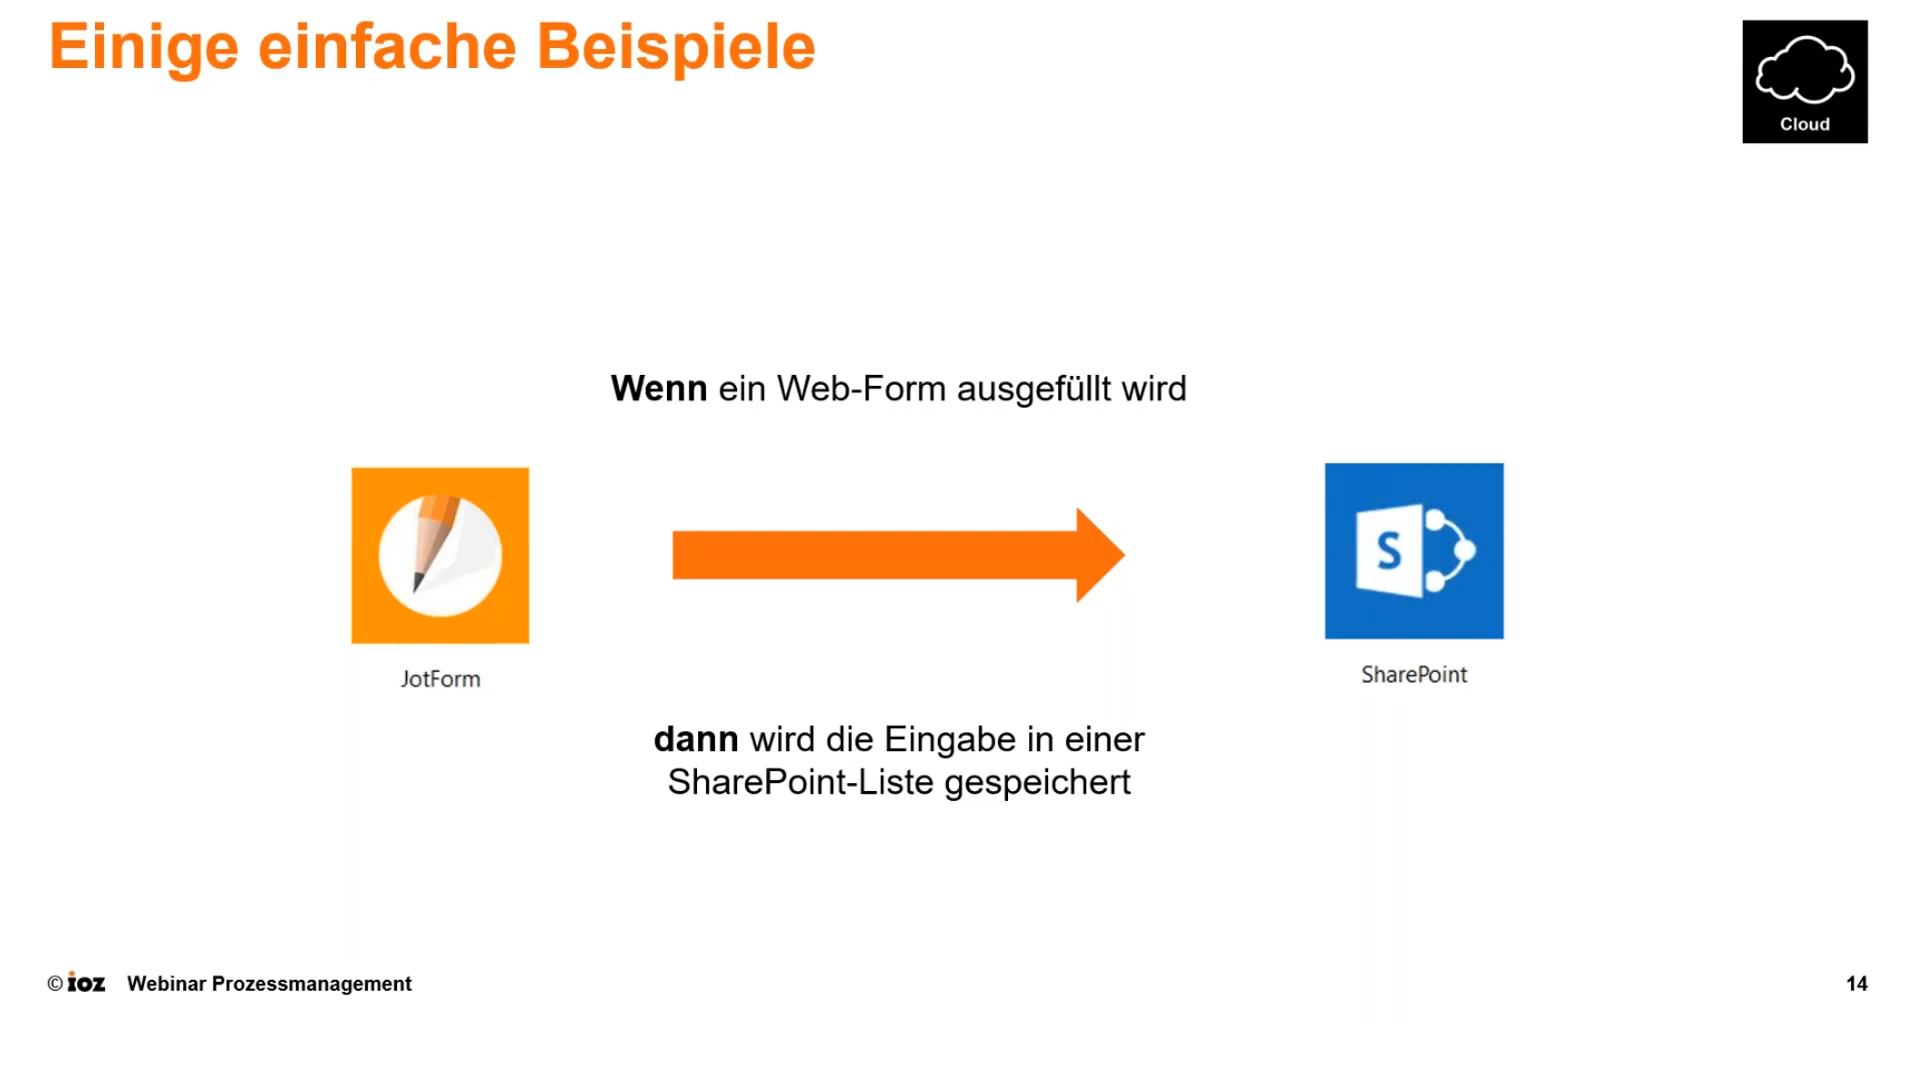 Einige einfache Beispiele
Cloud
Wenn ein Web-Form ausgefüllt wird
S
JotForm
SharePoint
dann wird die Eingabe in einer
SharePoint-Liste gespeichert
© ioz Webinar Prozessmanagement
14